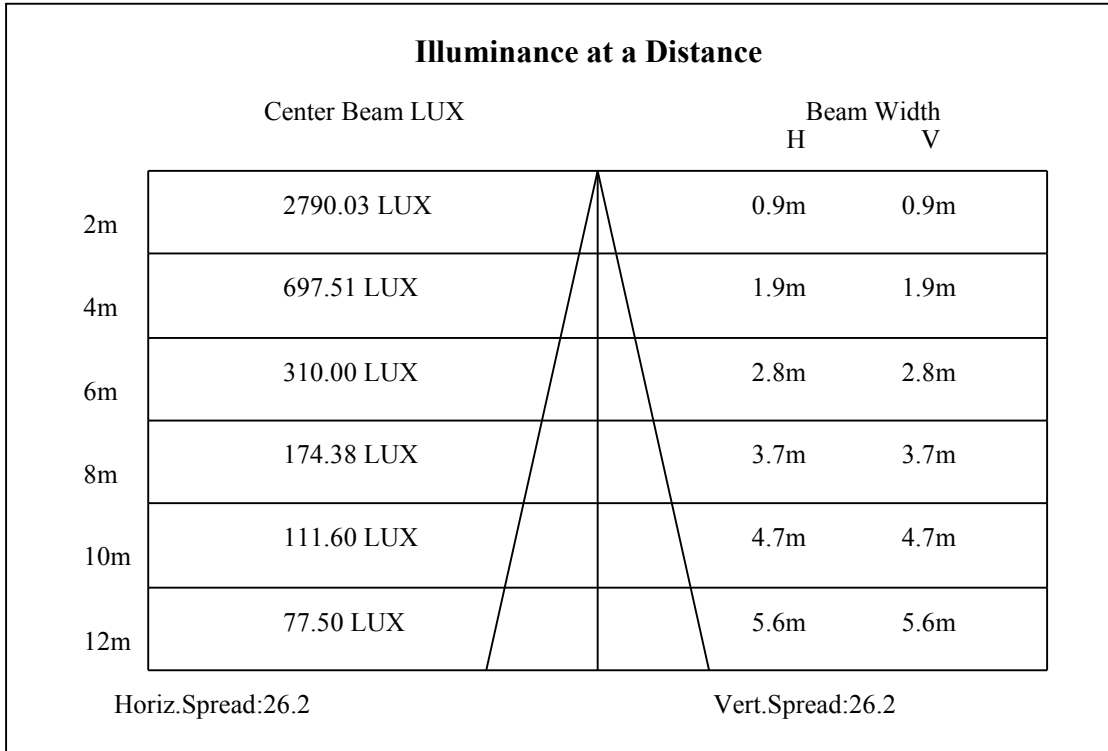 Illuminance at a Distance
Center Beam LUX Beam Width
H V
2m 2790.03 LUX 0.9m 0.9m
4m 697.51 LUX 1.9m 1.9m
6m 310.00 LUX 2.8m 2.8m
8m 174.38 LUX 3.7m 3.7m
10m 111.60 LUX 4.7m 4.7m
12m 77.50 LUX 5.6m 5.6m
Horiz.Spread:26.2 Vert.Spread:26.2